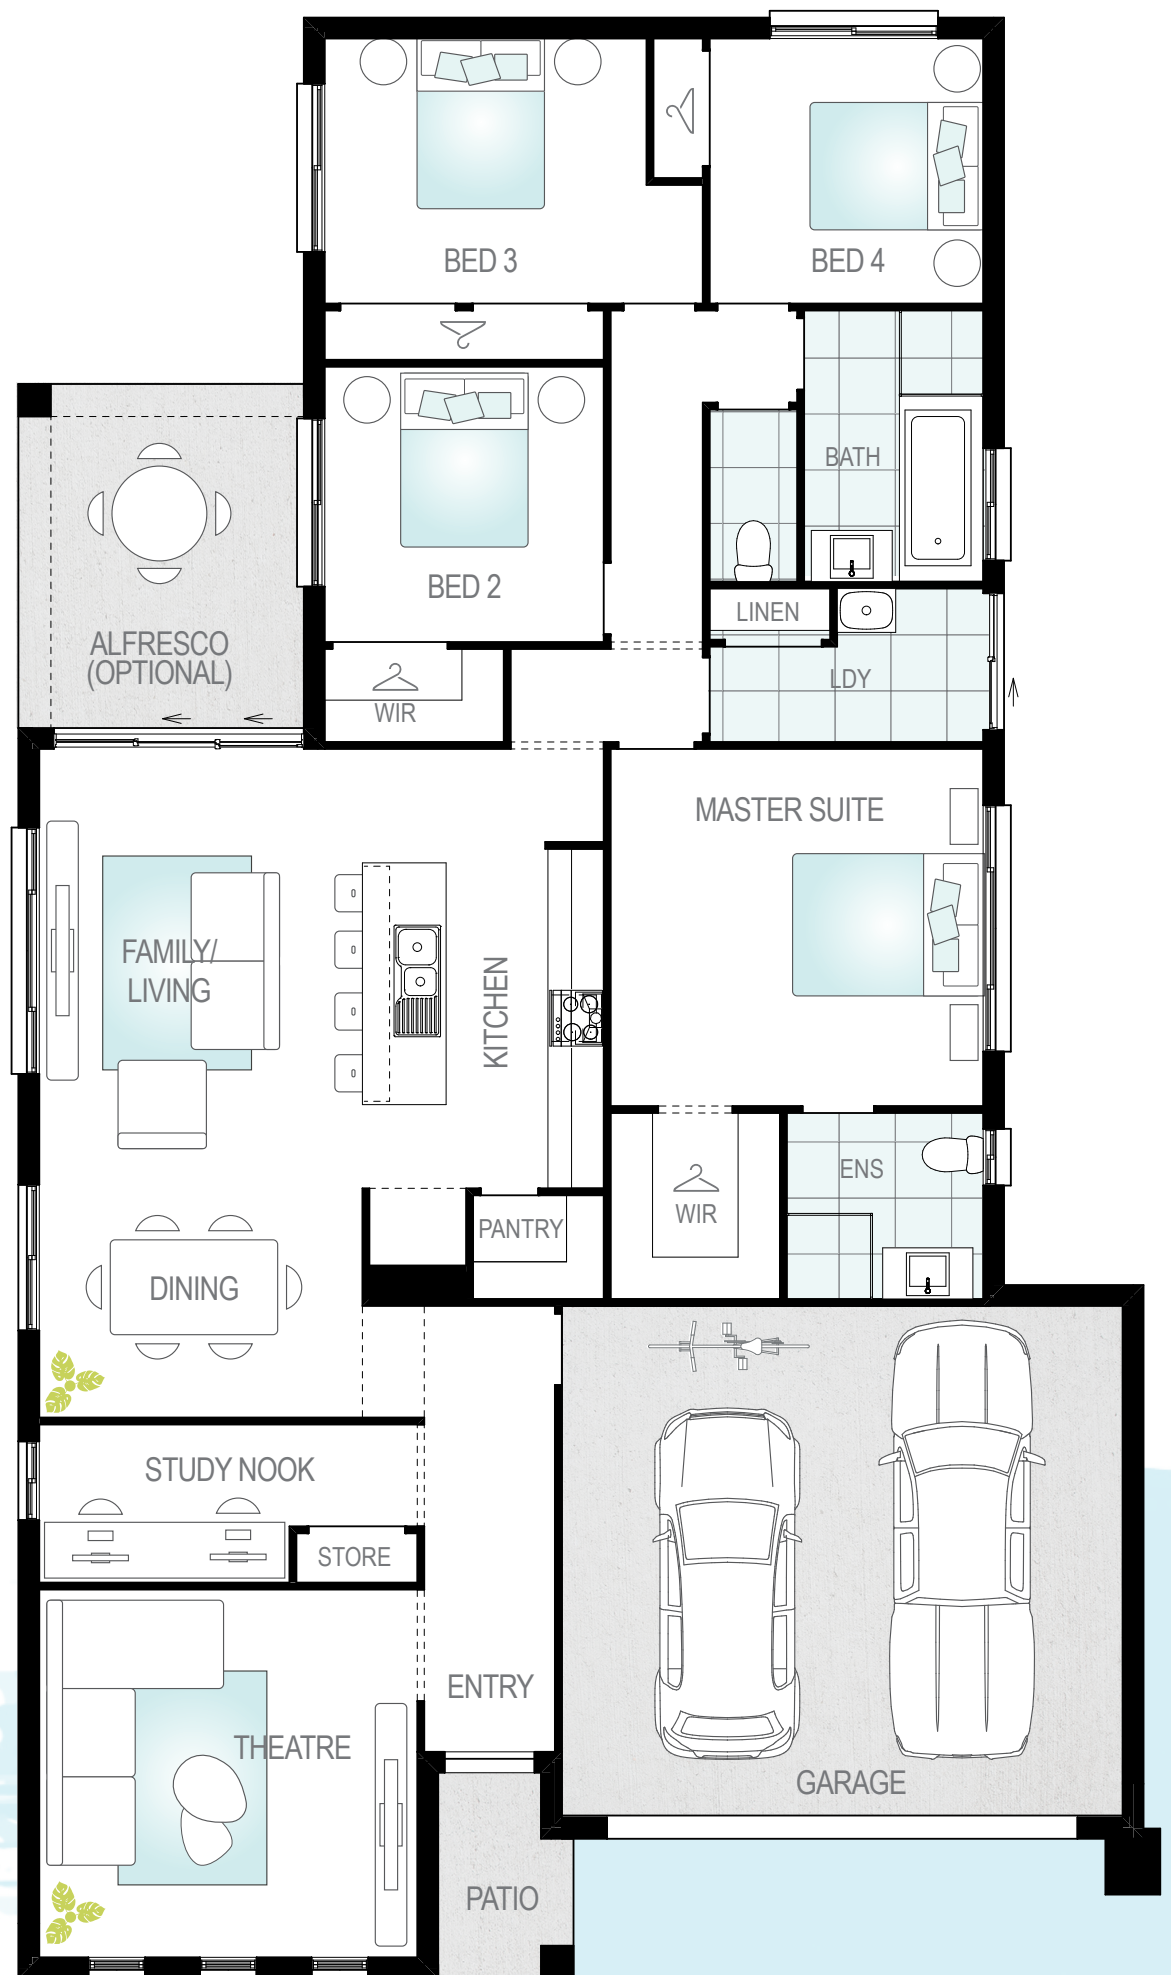 BED 3
BED 4
BATH
BED 2
LINEN
ALFRESCO
(OPTIONAL)
LDY
WIR
MASTER SUITE
FAMILY/
LIVING
KITCHEN
ENS
WIR
PANTRY
DINING
STUDY NOOK
STORE
ENTRY
THEATRE
GARAGE
PATIO